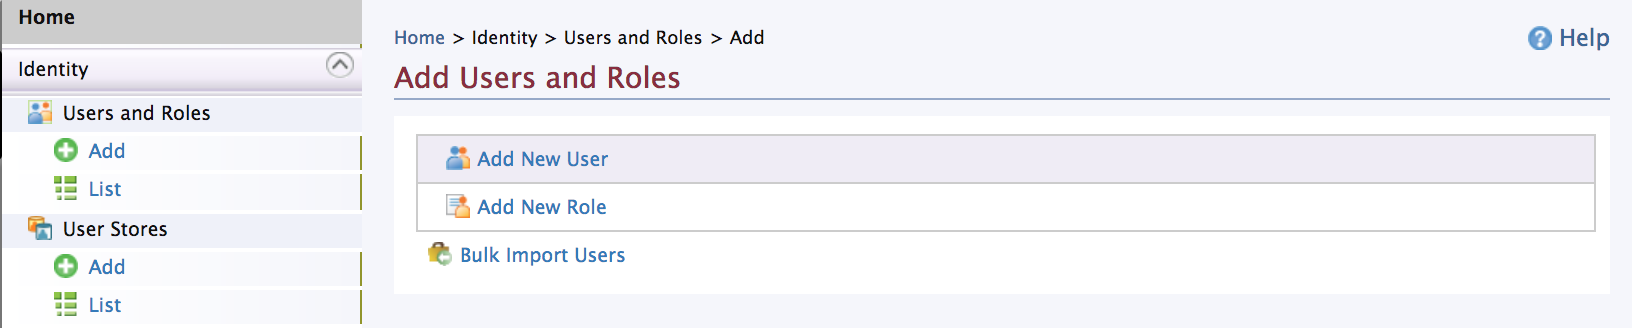 Home
Identity
Users and Roles
Add
List
User Stores
Add
List
Home > Identity > Users and Roles > Add
Help
Add Users and Roles
Add New User
Add New Role
Bulk Import Users